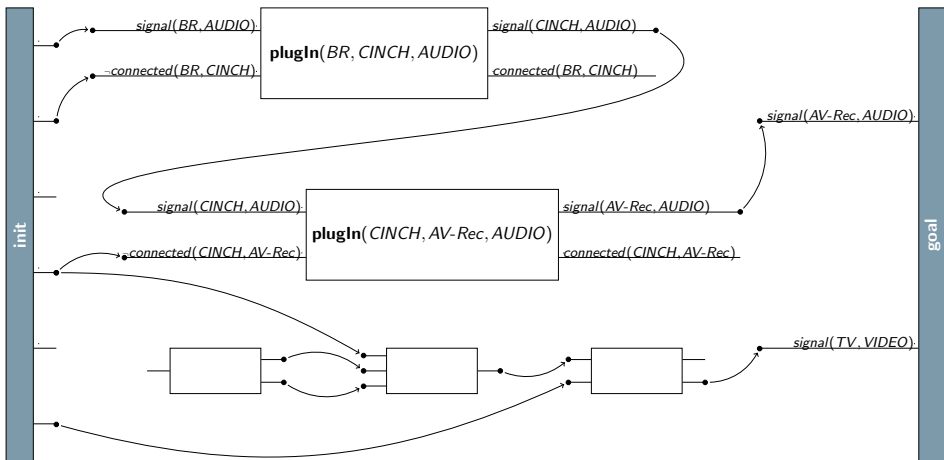 signal(BR, AUDIO)
signal(CINCH, AUDIO)
plugIn(BR, CINCH, AUDIO)
¬connected(BR, CINCH)
connected(BR, CINCH)
signal(AV-Rec, AUDIO)
signal(CINCH, AUDIO)
signal(AV-Rec, AUDIO)
init
plugIn(CINCH, AV-Rec, AUDIO)
goal
¬connected(CINCH, AV-Rec)
connected(CINCH, AV-Rec)
signal(TV, VIDEO)